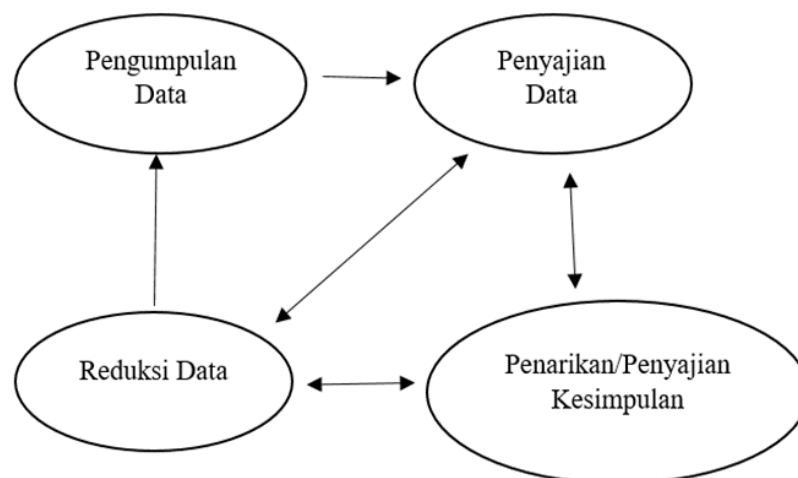 Pengumpulan
Data
Penyajian
Data
Reduksi Data
Penarikan/Penyajian
Kesimpulan